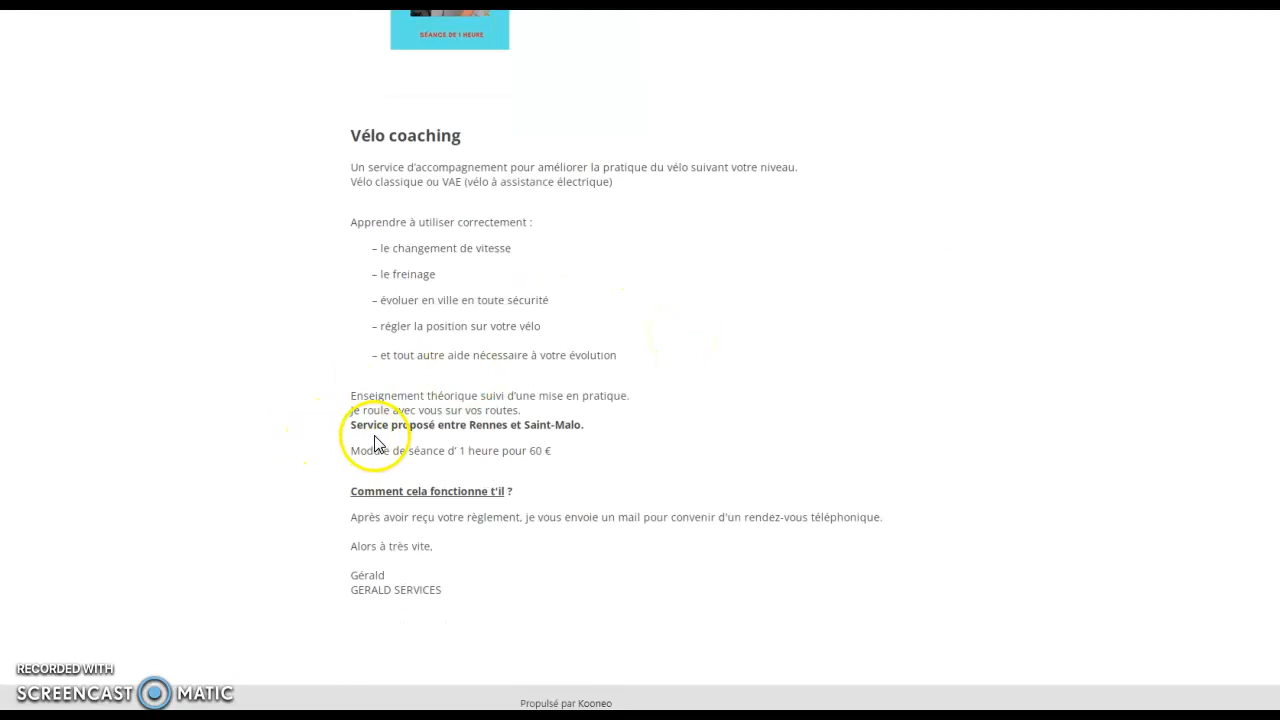 SÉANCE DE 1 HEURE
Vélo coaching
Un service d’accompagnement pour améliorer la pratique du vélo suivant votre niveau.
Vélo classique ou VAE (vélo à assistance électrique)
Apprendre à utiliser correctement :
– le changement de vitesse
– le freinage
– évoluer en ville en toute sécurité
– régler la position sur votre vélo
– et tout autre aide nécessaire à votre évolution
Enseignement théorique suivi d’une mise en pratique.
Je roule avec vous sur vos routes.
Service proposé entre Rennes et Saint-Malo.
de séance d’ 1 heure pour 60 €
Comment cela fonctionne t'il ?
Après avoir reçu votre règlement, je vous envoie un mail pour convenir d'un rendez-vous téléphonique.
Alors à très vite,
Gérald
GERALD SERVICES
RECORDED WITH
SCREENCAST MATIC
Propulsé par Kooneo